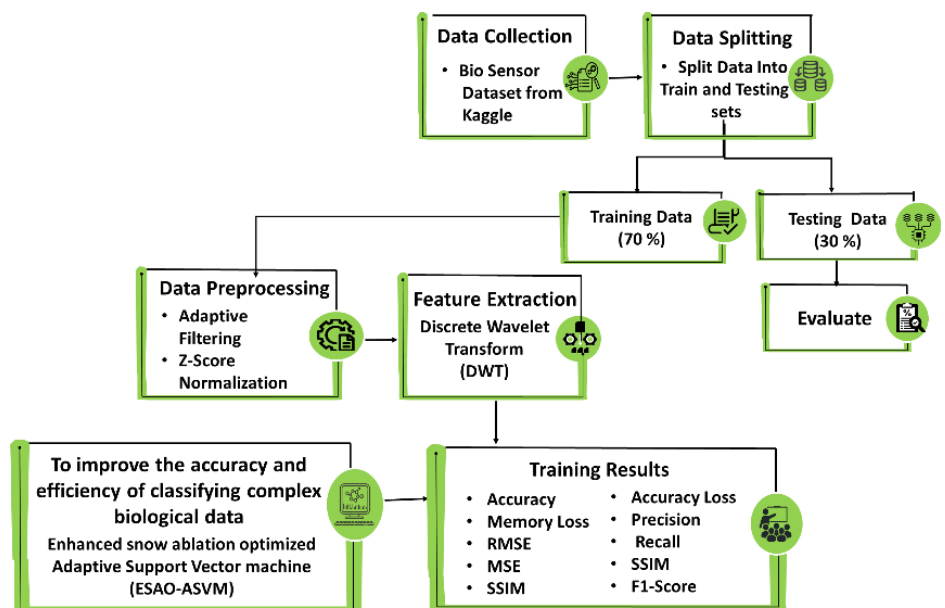 Data Collection
• Bio Sensor
Dataset from
Kaggle
Data Splitting
• Split Data Into
Train and Testing
sets
Training Data
(70 %)
Testing Data
(30 %)
Evaluate
Data Preprocessing
• Adaptive
Filtering
• Z-Score
Normalization
Feature Extraction
Discrete Wavelet
Transform
(DWT)
To improve the accuracy and
efficiency of classifying complex
biological data
Enhanced snow ablation optimized
Adaptive Support Vector machine
(ESAO-ASVM)
Training Results
• Accuracy
• Memory Loss
• RMSE
• MSE
• SSIM
• Accuracy Loss
• Precision
• Recall
• SSIM
• F1-Score
%